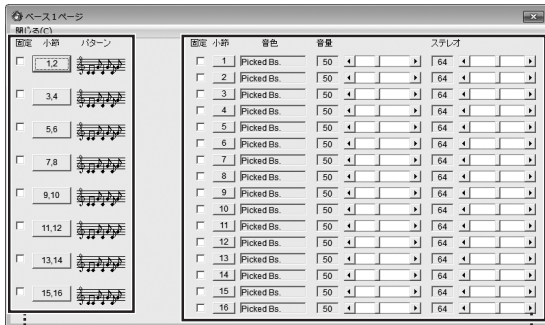 ベース1ページ
閉じる(C)
固定 小節 パターン
1,2
3,4
5,6
7,8
9,10
11,12
13,14
15,16
固定 小節 音色 音量 ステレオ
1 Picked Bs. 50 64
2 Picked Bs. 50 64
3 Picked Bs. 50 64
4 Picked Bs. 50 64
5 Picked Bs. 50 64
6 Picked Bs. 50 64
7 Picked Bs. 50 64
8 Picked Bs. 50 64
9 Picked Bs. 50 64
10 Picked Bs. 50 64
11 Picked Bs. 50 64
12 Picked Bs. 50 64
13 Picked Bs. 50 64
14 Picked Bs. 50 64
15 Picked Bs. 50 64
16 Picked Bs. 50 64